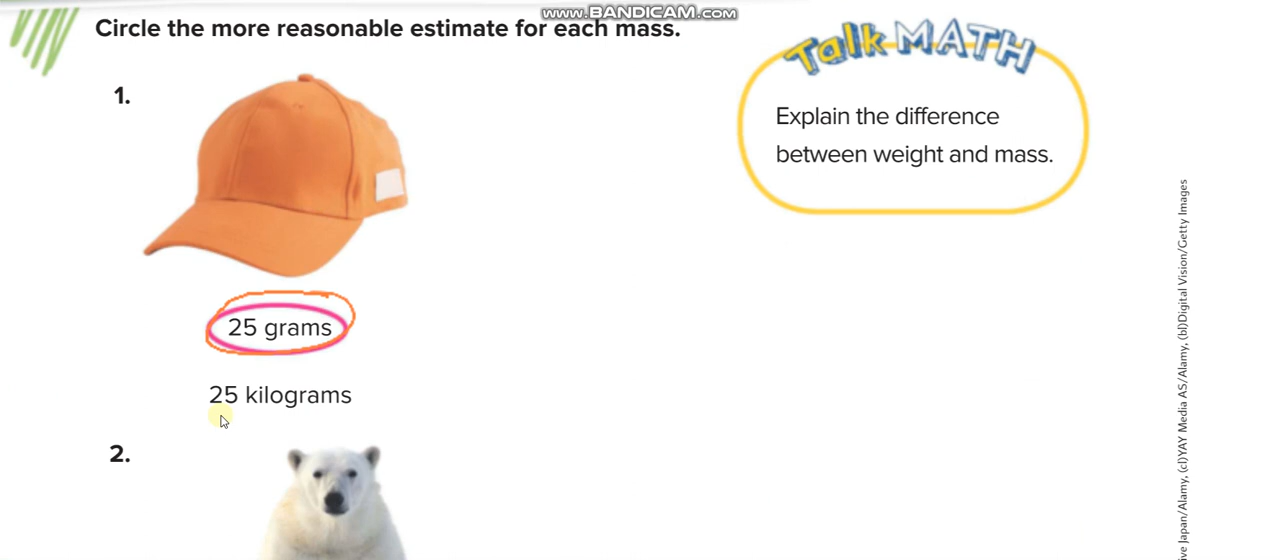 www.BANDICAM.com
Circle the more reasonable estimate for each mass.
Talk MATH
1.
Explain the difference
between weight and mass.
25 grams
25 kilograms
2.
ive Japan/Alamy, (cl)YAY Media AS/Alamy, (bl)Digital Vision/Getty Images